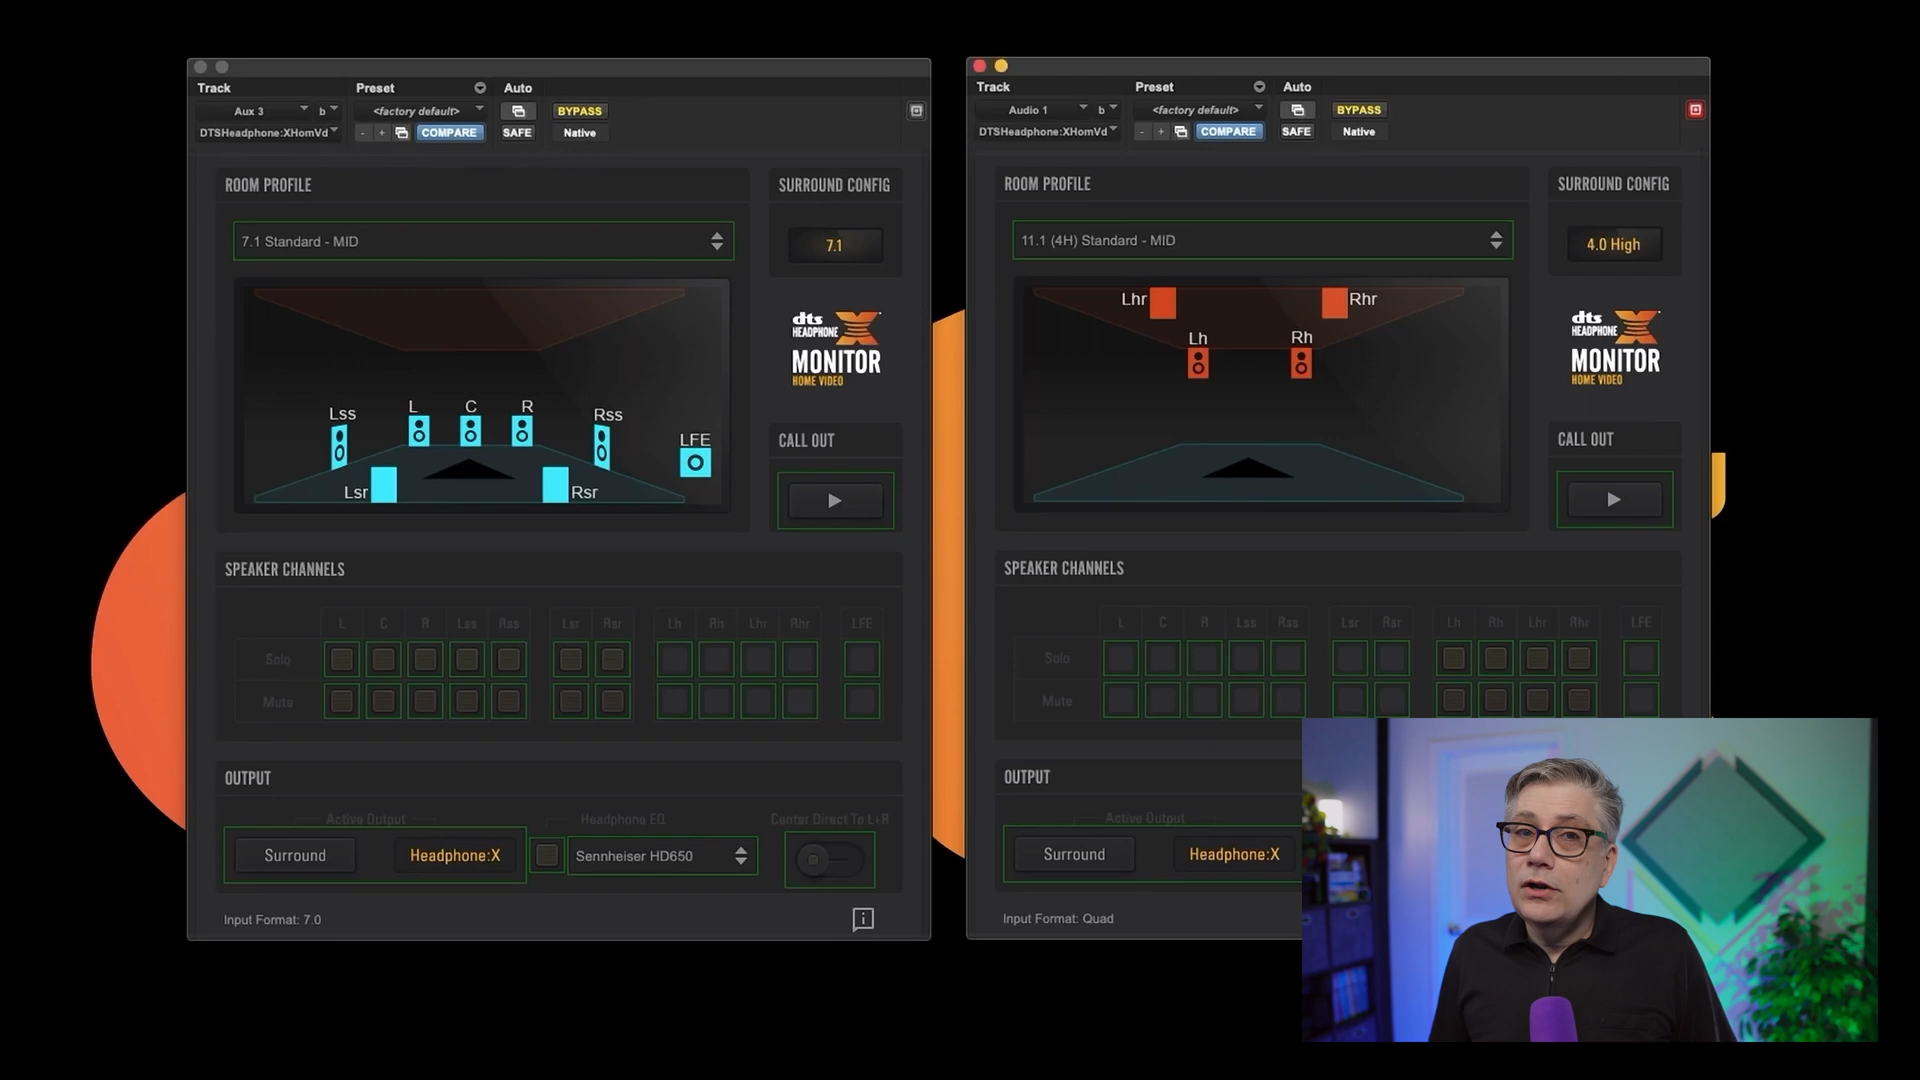 Track
Preset
Auto
Aux 3
b
<factory default>
BYPASS
DTSHeadphone:XHomVd
-
+
COMPARE
SAFE
Native
ROOM PROFILE
SURROUND CONFIG
7.1 Standard - MID
7.1
dts
HEADPHONE X
MONITOR
HOME VIDEO
Lss
L
C
R
Rss
LFE
Lsr
Rsr
CALL OUT
SPEAKER CHANNELS
L C R Lss Rss Lsr Rsr Lh Rh Lhr Rhr LFE
Solo
Mute
OUTPUT
Active Output
Headphone EQ
Center Direct To L+R
Surround
Headphone:X
Sennheiser HD650
Input Format: 7.0
i
Track
Preset
Auto
Audio 1
b
<factory default>
BYPASS
DTSHeadphone:XHomVd
-
+
COMPARE
SAFE
Native
ROOM PROFILE
SURROUND CONFIG
11.1 (4H) Standard - MID
4.0 High
Lhr
Rhr
Lh
Rh
dts
HEADPHONE X
MONITOR
HOME VIDEO
CALL OUT
SPEAKER CHANNELS
L C R Lss Rss Lsr Rsr Lh Rh Lhr Rhr LFE
Solo
Mute
OUTPUT
Active Output
Surround
Headphone:X
Input Format: Quad